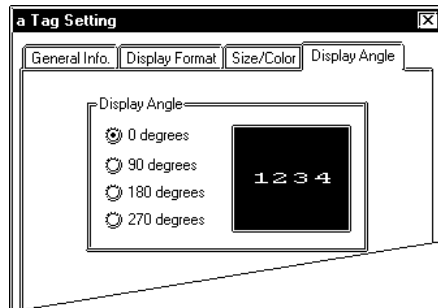 a Tag Setting
General Info. Display Format Size/Color Display Angle
Display Angle
0 degrees
90 degrees
180 degrees
270 degrees
1234